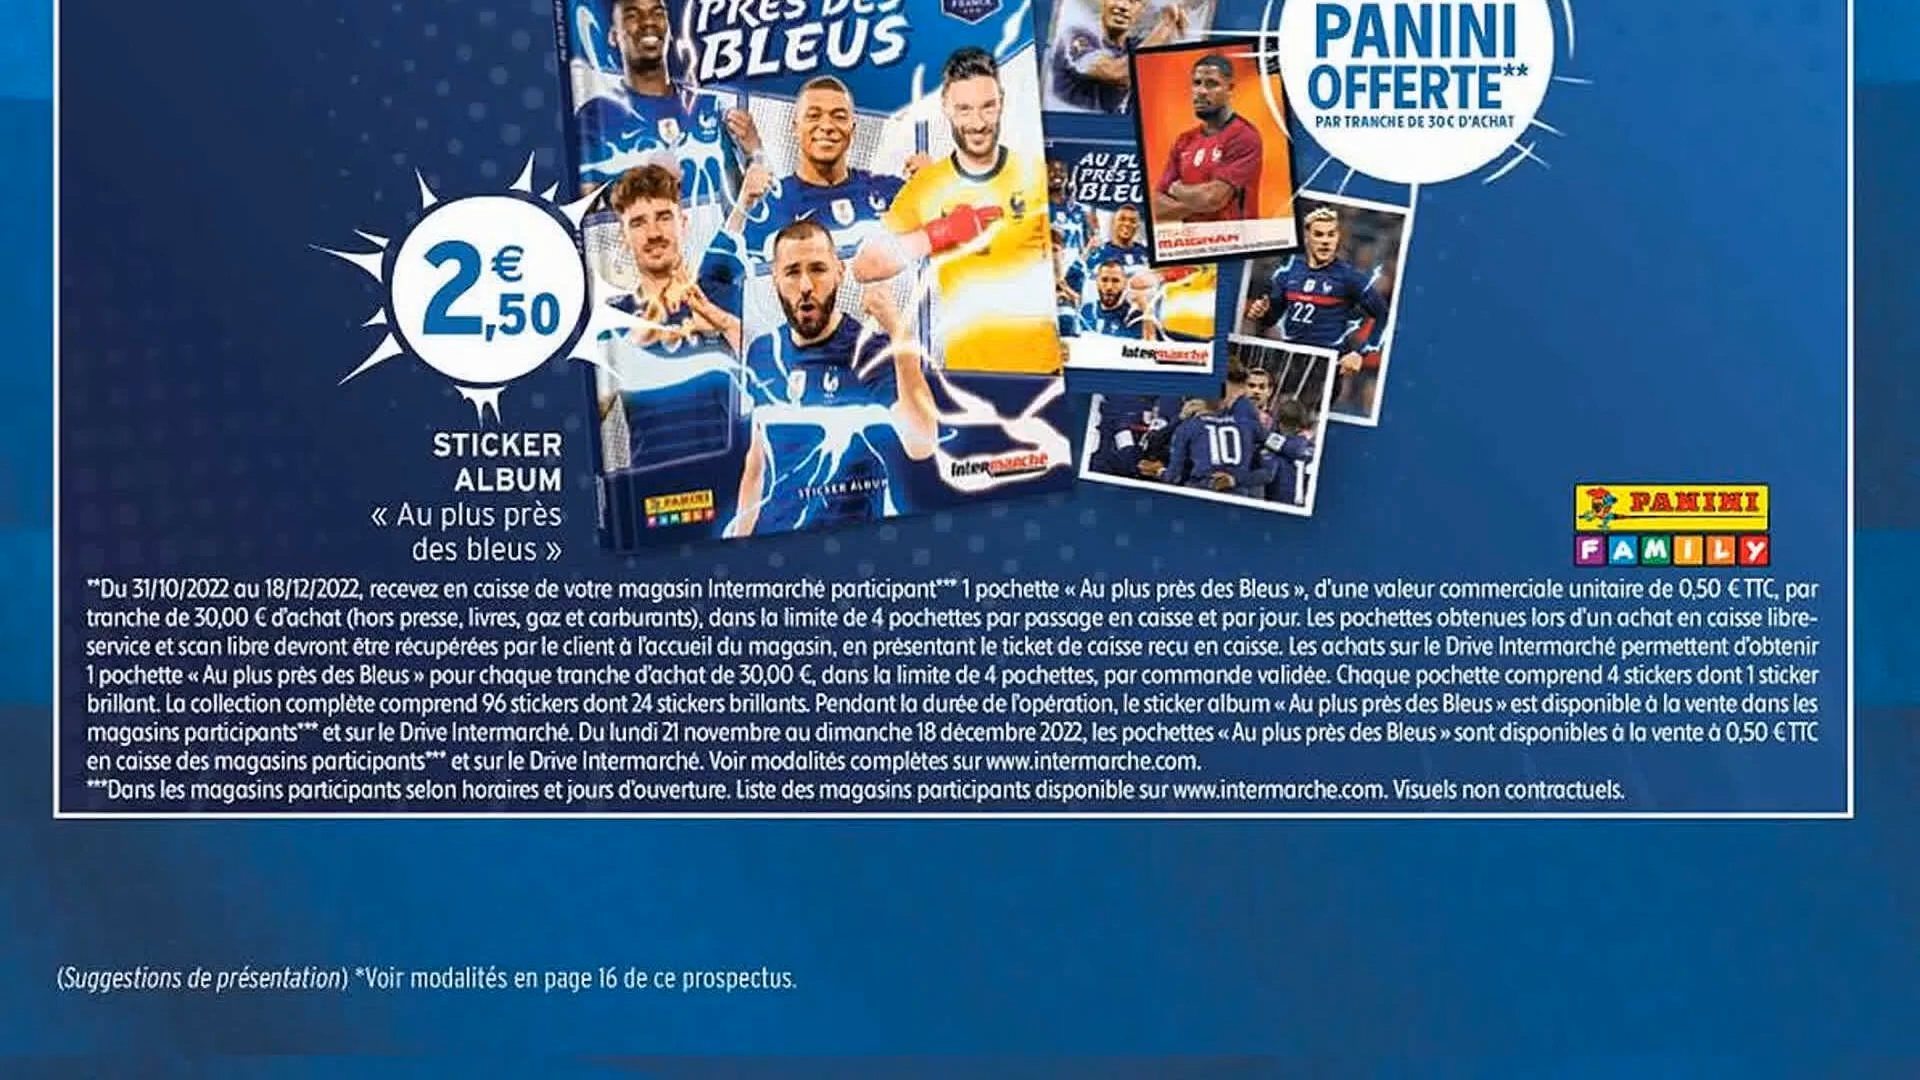 PRÈS DES
BLEUS
FRANCE
PANINI
OFFERTE**
PAR TRANCHE DE 30€ D'ACHAT
AU PL
PRÈS D
BLEU
MAIGNAN
2,50 €
22
10
Intermarché
Intermarché
STICKER ALBUM
PANINI
FAMILY
STICKER
ALBUM
« Au plus près
des bleus »
PANINI
FAMILY
**Du 31/10/2022 au 18/12/2022, recevez en caisse de votre magasin Intermarché participant*** 1 pochette « Au plus près des Bleus », d'une valeur commerciale unitaire de 0,50 € TTC, par
tranche de 30,00 € d'achat (hors presse, livres, gaz et carburants), dans la limite de 4 pochettes par passage en caisse et par jour. Les pochettes obtenues lors d'un achat en caisse libre-
service et scan libre devront être récupérées par le client à l'accueil du magasin, en présentant le ticket de caisse reçu en caisse. Les achats sur le Drive Intermarché permettent d'obtenir
1 pochette « Au plus près des Bleus » pour chaque tranche d'achat de 30,00 €, dans la limite de 4 pochettes, par commande validée. Chaque pochette comprend 4 stickers dont 1 sticker
brillant. La collection complète comprend 96 stickers dont 24 stickers brillants. Pendant la durée de l'opération, le sticker album « Au plus près des Bleus » est disponible à la vente dans les
magasins participants*** et sur le Drive Intermarché. Du lundi 21 novembre au dimanche 18 décembre 2022, les pochettes « Au plus près des Bleus » sont disponibles à la vente à 0,50 € TTC
en caisse des magasins participants*** et sur le Drive Intermarché. Voir modalités complètes sur www.intermarche.com.
***Dans les magasins participants selon horaires et jours d'ouverture. Liste des magasins participants disponible sur www.intermarche.com. Visuels non contractuels.
(Suggestions de présentation) *Voir modalités en page 16 de ce prospectus.